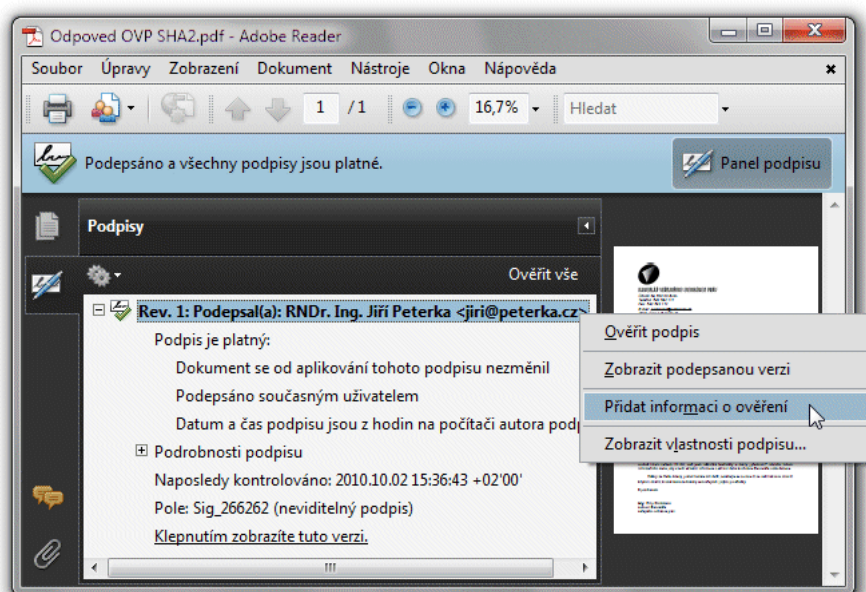 Odpoved OVP SHA2.pdf - Adobe Reader
Soubor Úpravy Zobrazení Dokument Nástroje Okna Nápověda
1 /1 16,7% Hledat
Podepsáno a všechny podpisy jsou platné. Panel podpisu
Podpisy
Ověřit vše
Rev. 1: Podepsal(a): RNDr. Ing. Jiří Peterka <jiri@peterka.cz>
Podpis je platný:
Dokument se od aplikování tohoto podpisu nezměnil
Podepsáno současným uživatelem
Datum a čas podpisu jsou z hodin na počítači autora podp
Podrobnosti podpisu
Naposledy kontrolováno: 2010.10.02 15:36:43 +02'00'
Pole: Sig_266262 (neviditelný podpis)
Klepnutím zobrazíte tuto verzi.
Ověřit podpis
Zobrazit podepsanou verzi
Přidat informaci o ověření
Zobrazit vlastnosti podpisu...